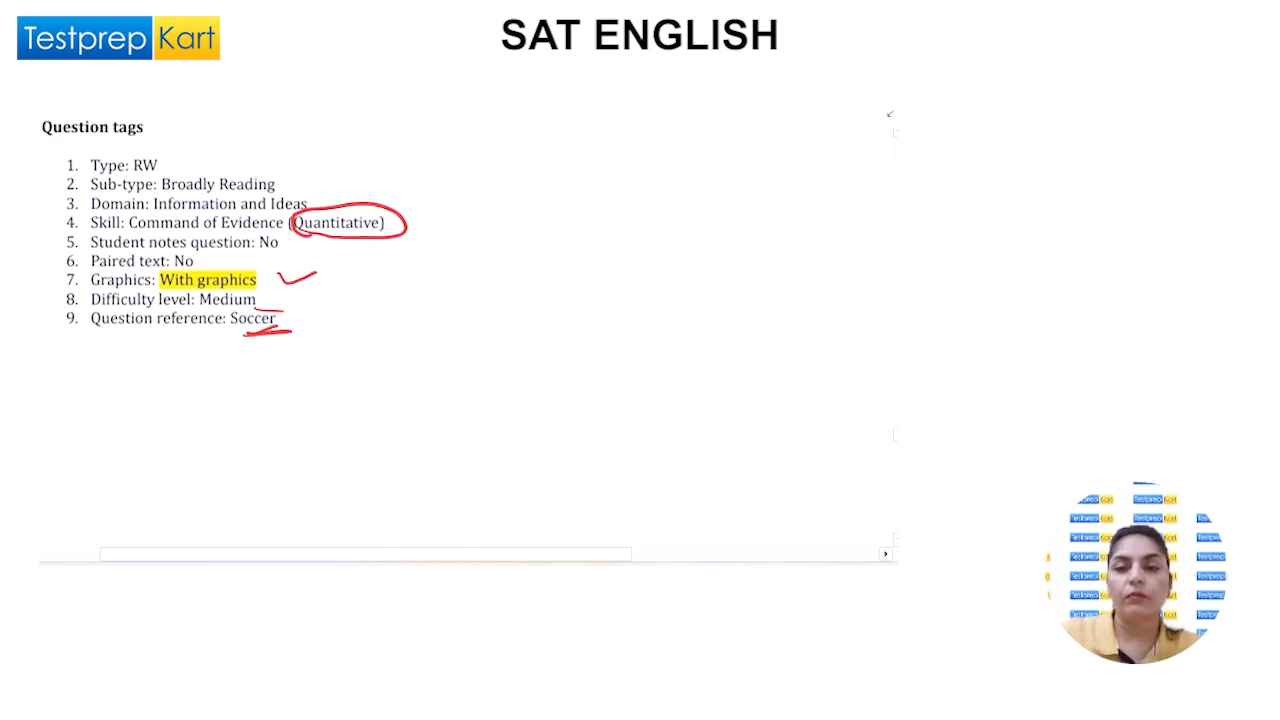 Testprep Kart
SAT ENGLISH
Question tags
1. Type: RW
2. Sub-type: Broadly Reading
3. Domain: Information and Ideas
4. Skill: Command of Evidence (Quantitative)
5. Student notes question: No
6. Paired text: No
7. Graphics: With graphics
8. Difficulty level: Medium
9. Question reference: Soccer